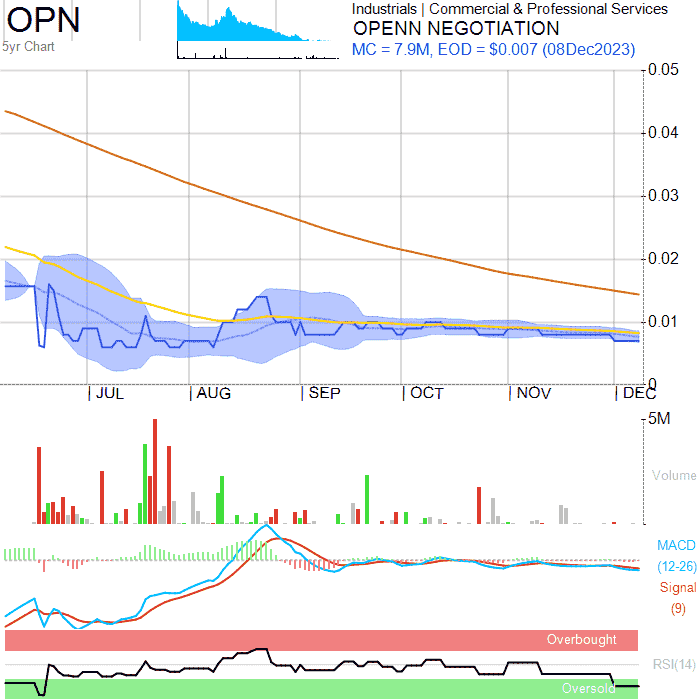 OPN
5yr Chart
Industrials | Commercial & Professional Services
OPENN NEGOTIATION
MC = 7.9M, EOD = $0.007 (08Dec2023)
0.05
0.04
0.03
0.02
0.01
0
JUL AUG SEP OCT NOV DEC
5M
Volume
MACD
(12-26)
Signal
(9)
Overbought
RSI(14)
Oversold